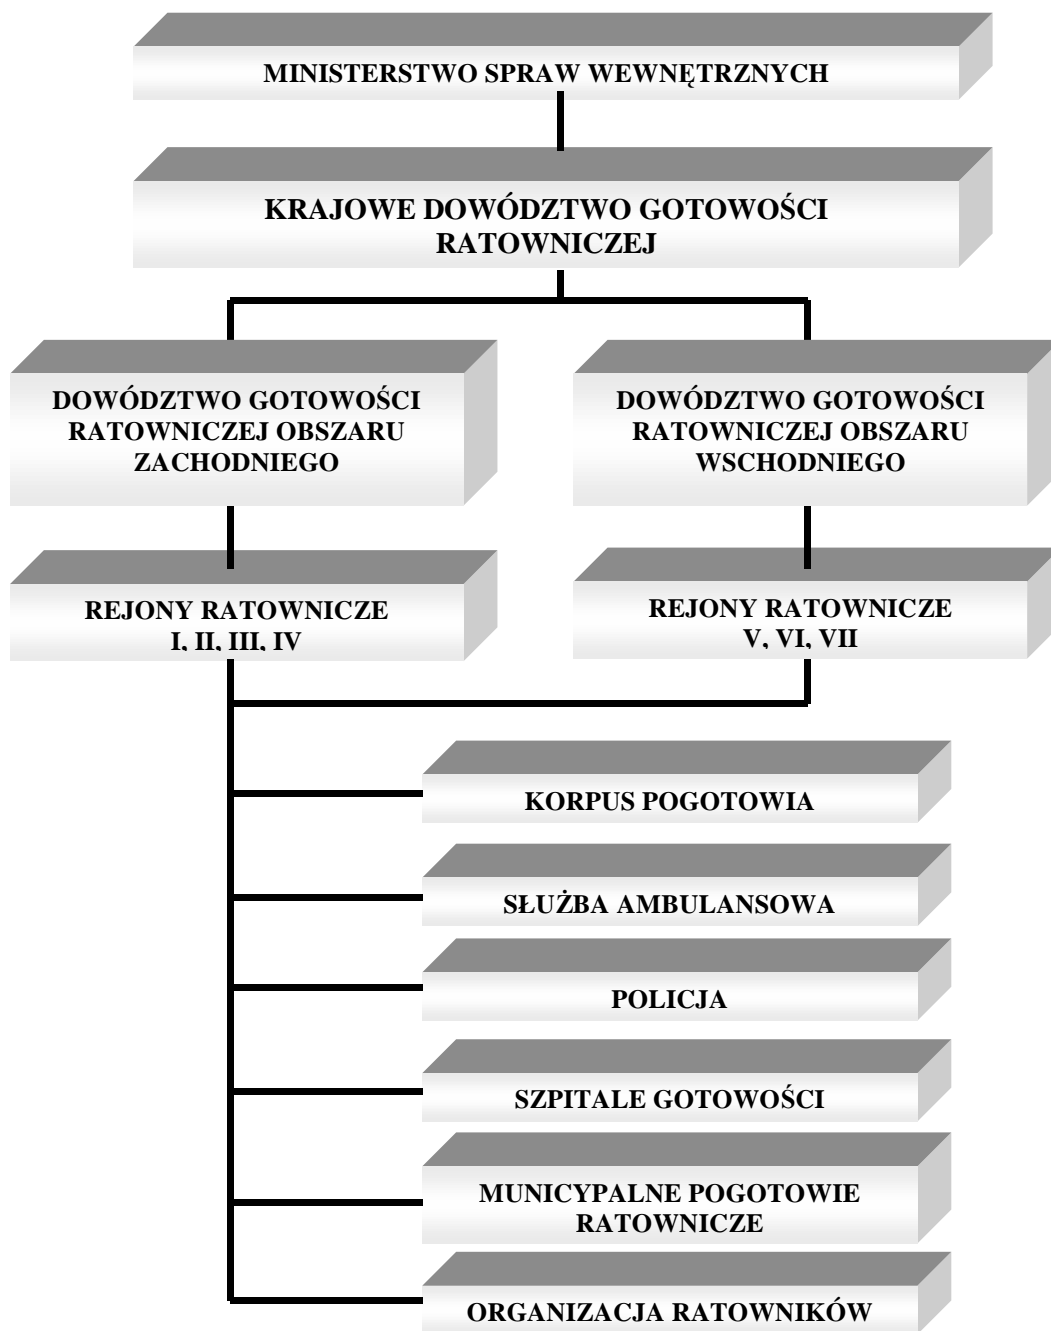 MINISTERSTWO SPRAW WEWNĘTRZNYCH
KRAJOWE DOWÓDZTWO GOTOWOŚCI
RATOWNICZEJ
DOWÓDZTWO GOTOWOŚCI
RATOWNICZEJ OBSZARU
ZACHODNIEGO
DOWÓDZTWO GOTOWOŚCI
RATOWNICZEJ OBSZARU
WSCHODNIEGO
REJONY RATOWNICZE
I, II, III, IV
REJONY RATOWNICZE
V, VI, VII
KORPUS POGOTOWIA
SŁUŻBA AMBULANSOWA
POLICJA
SZPITALE GOTOWOŚCI
MUNICYPALNE POGOTOWIE
RATOWNICZE
ORGANIZACJA RATOWNIKÓW